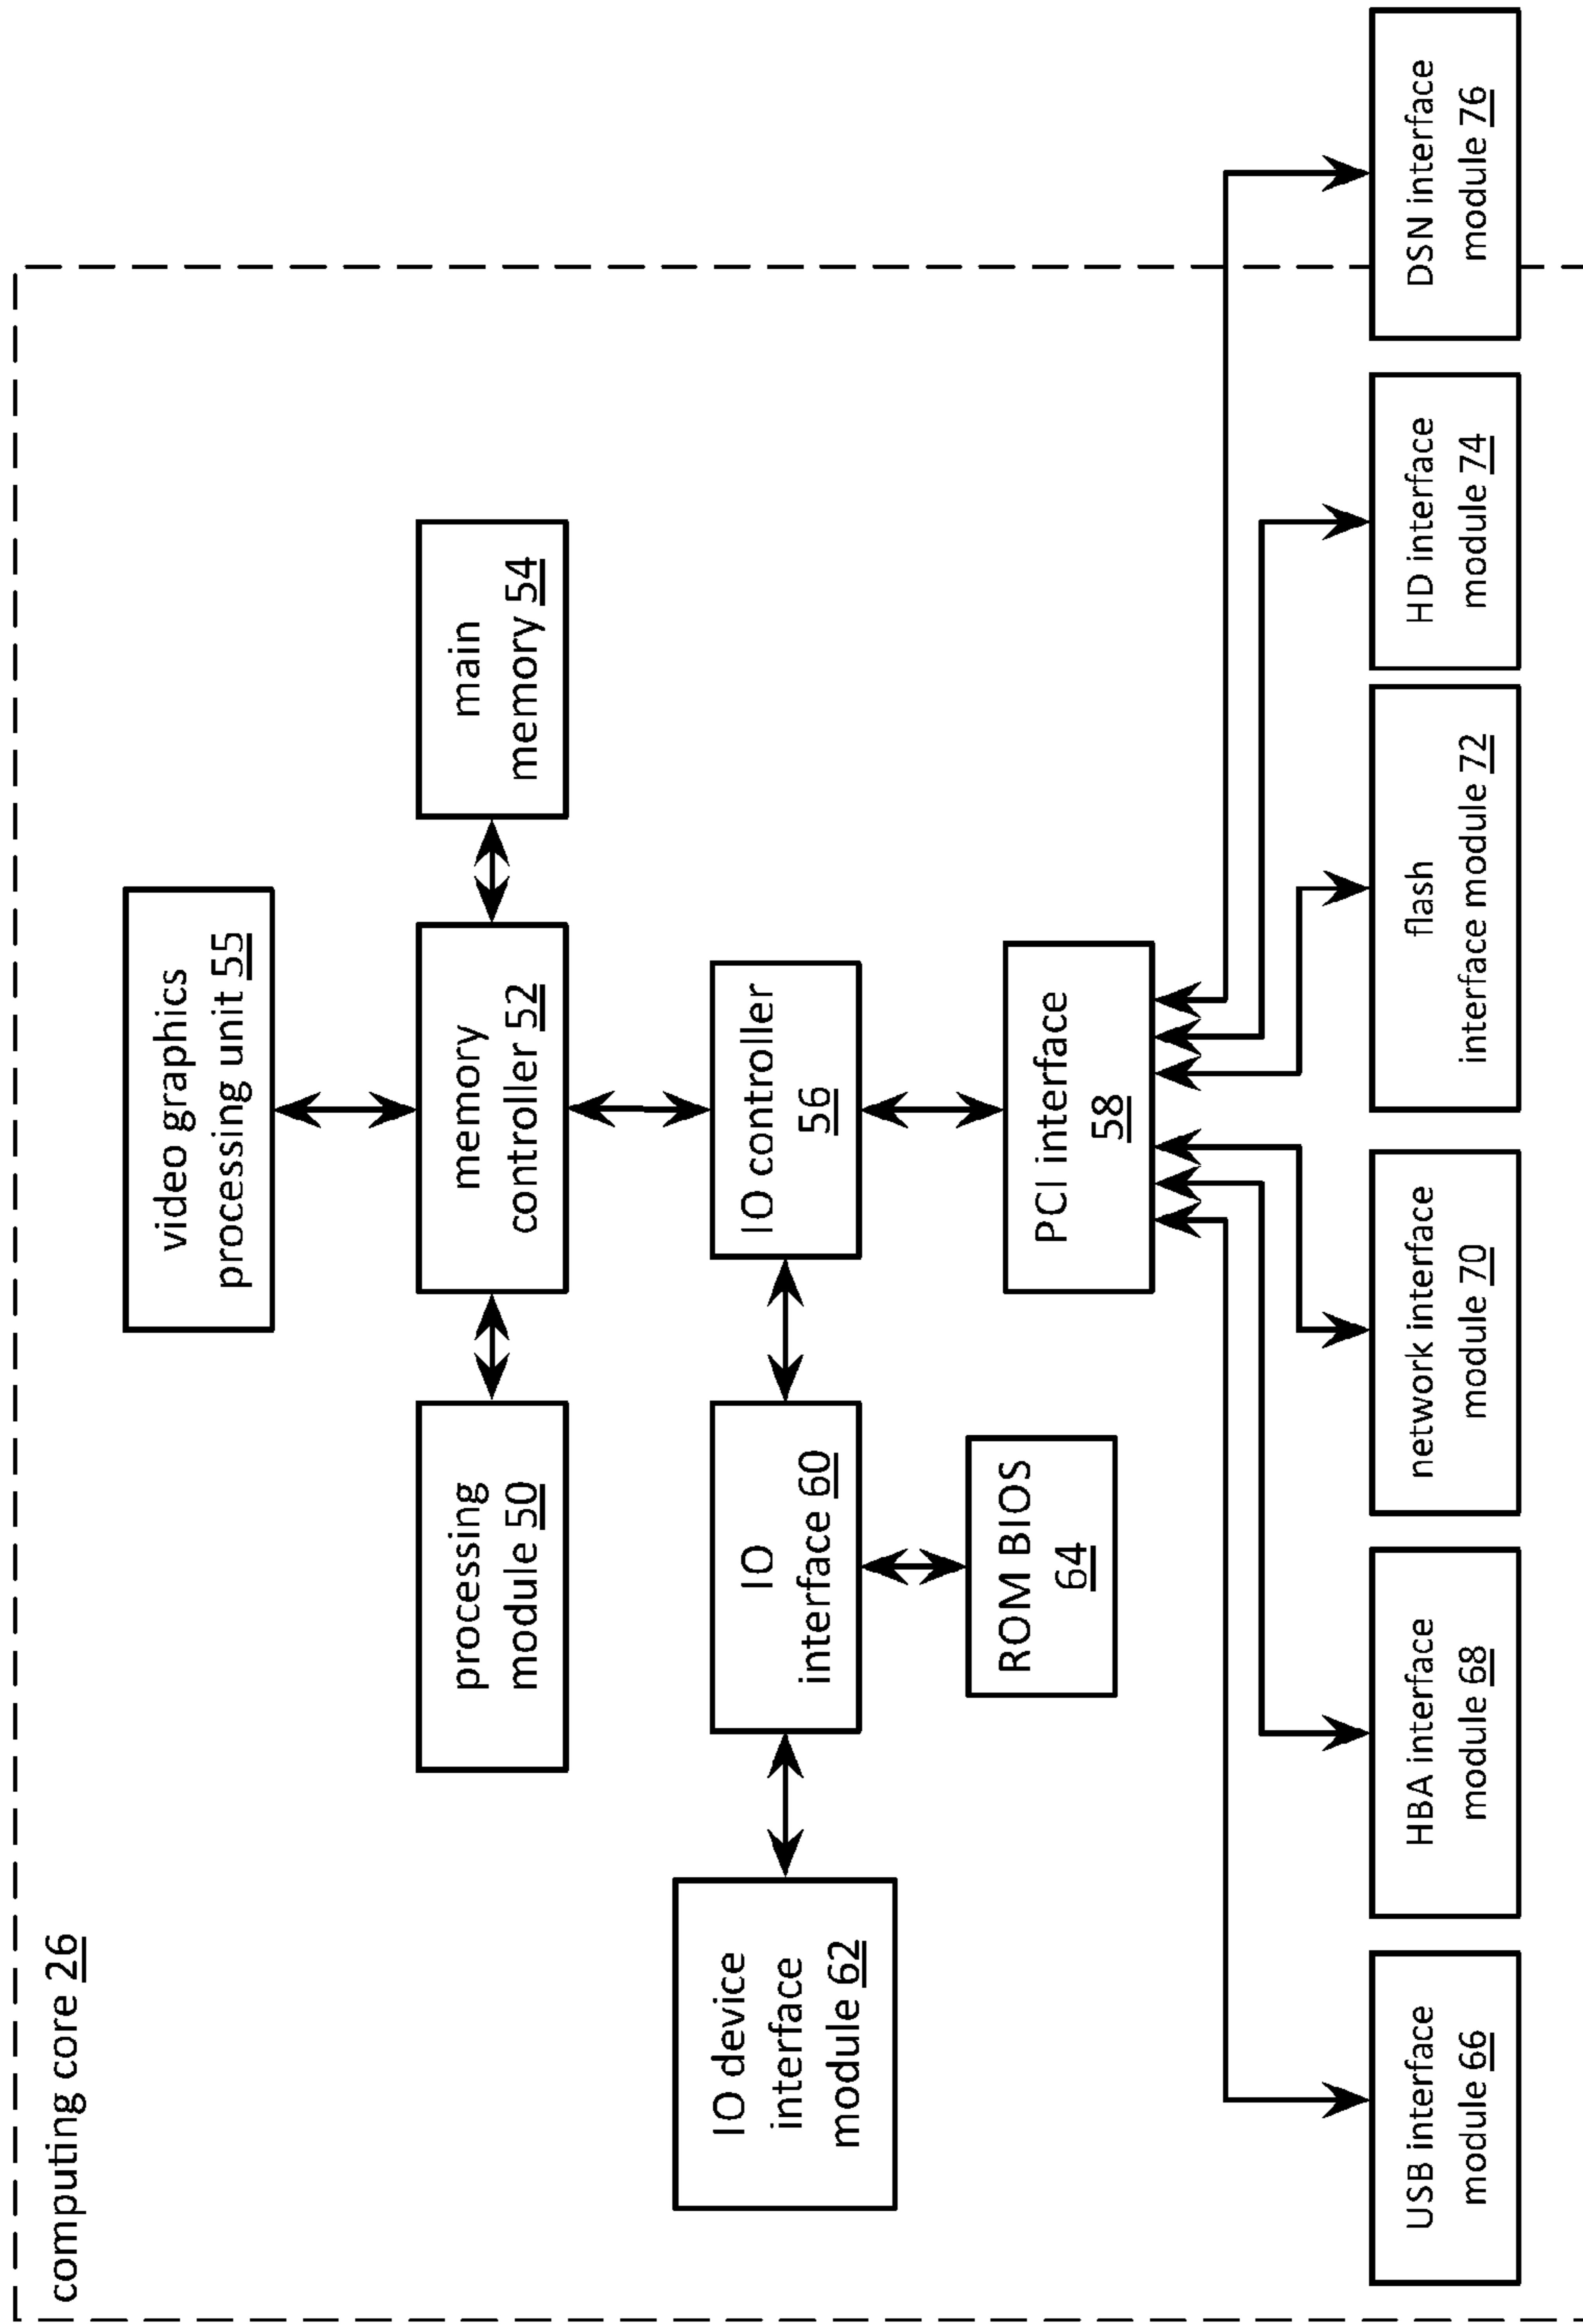 computing core 26
video graphics
processing unit 55
processing
module 50
memory
controller 52
main
memory 54
IO device
interface
module 62
IO
interface 60
IO controller
56
ROM BIOS
64
PCI interface
58
USB interface
module 66
HBA interface
module 68
network interface
module 70
flash
interface module 72
HD interface
module 74
DSN interface
module 76